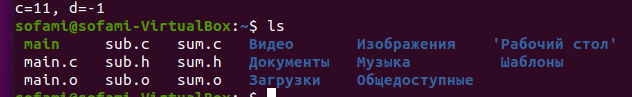 c=11, d=-1
sofami@sofami-VirtualBox:~$ ls
main    sub.c  sum.c  Видео      Изображения    'Рабочий стол'
main.c  sub.h  sum.h  Документы  Музыка          Шаблоны
main.o  sub.o  sum.o  Загрузки   Общедоступные
sofami@sofami-VirtualBox:~$